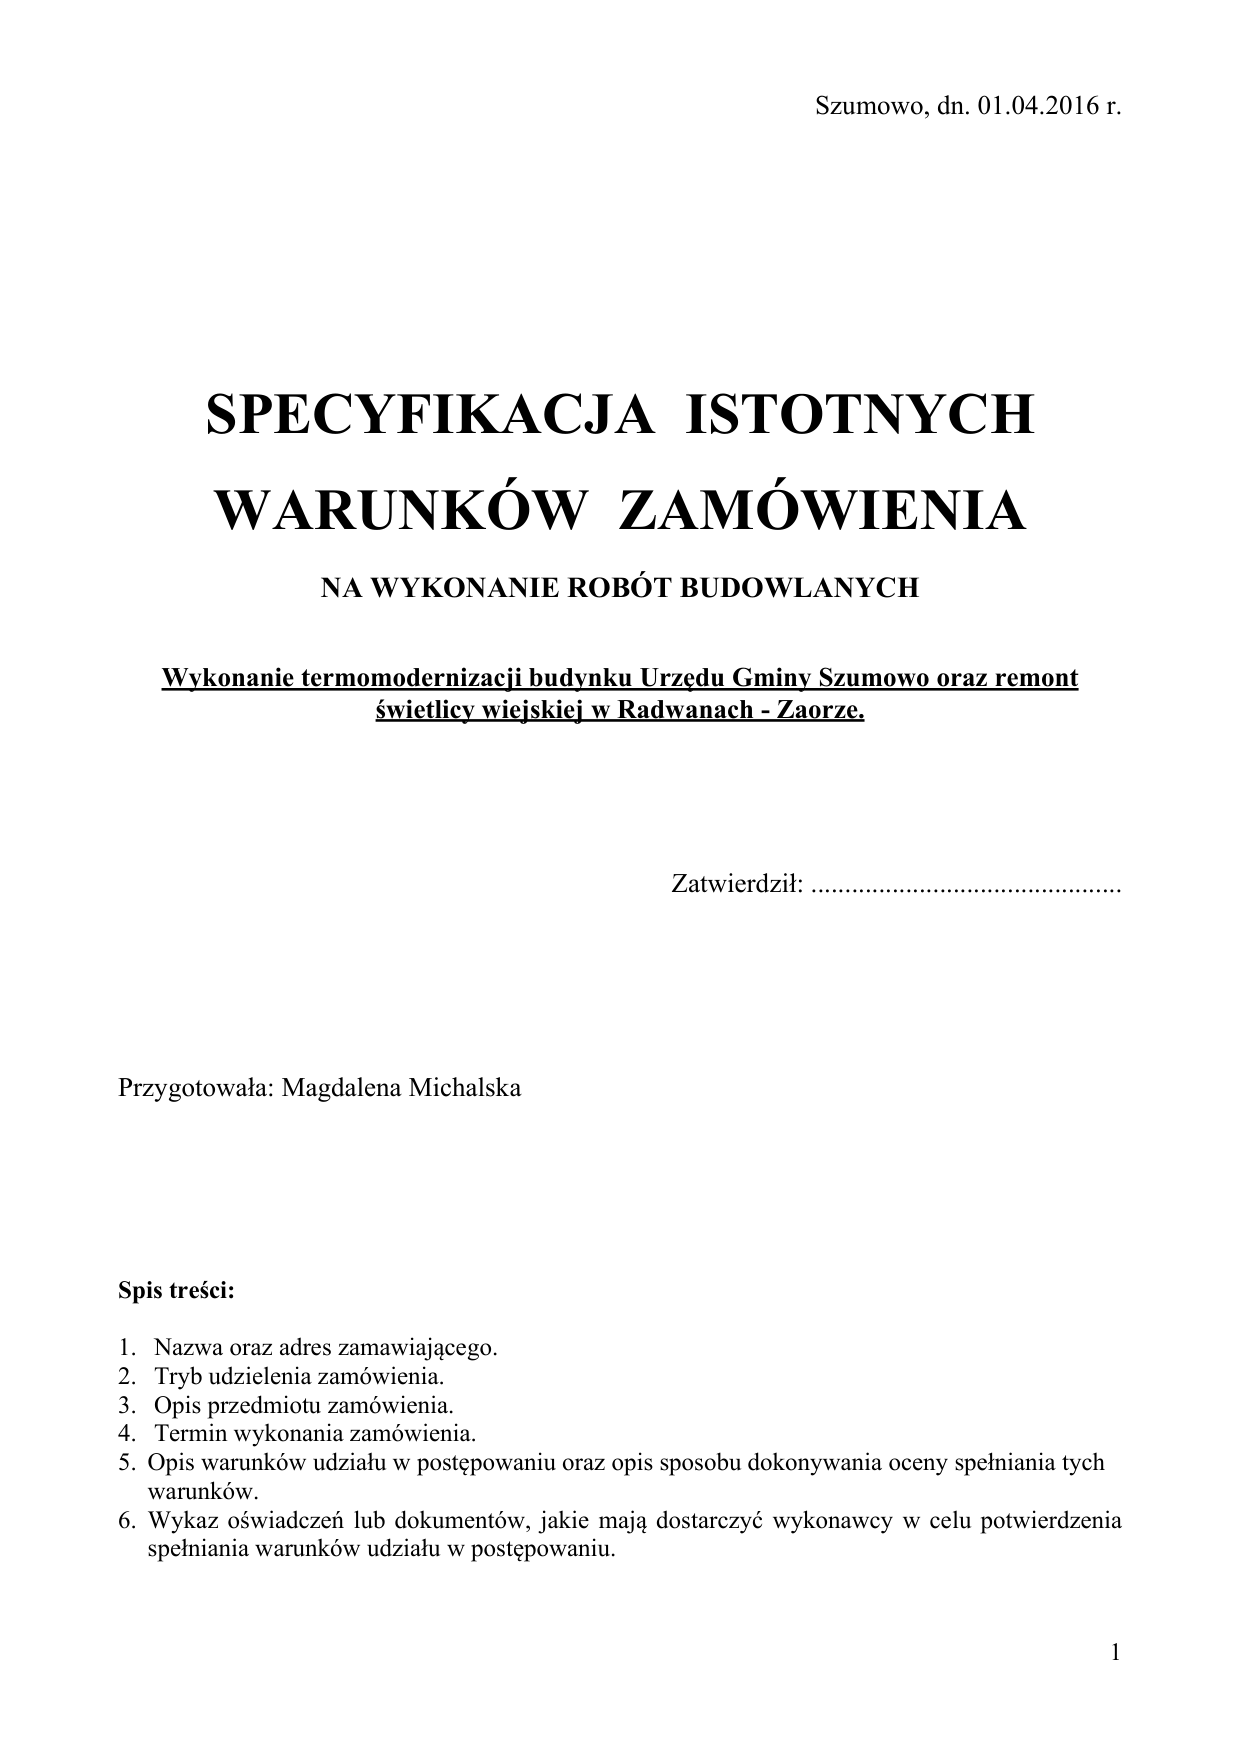 Szumowo, dn. 01.04.2016 r.
SPECYFIKACJA ISTOTNYCH
WARUNKÓW ZAMÓWIENIA
NA WYKONANIE ROBÓT BUDOWLANYCH
Wykonanie termomodernizacji budynku Urzędu Gminy Szumowo oraz remont
świetlicy wiejskiej w Radwanach - Zaorze.
Zatwierdził: ..............................................
Przygotowała: Magdalena Michalska
Spis treści:
1. Nazwa oraz adres zamawiającego.
2. Tryb udzielenia zamówienia.
3. Opis przedmiotu zamówienia.
4. Termin wykonania zamówienia.
5. Opis warunków udziału w postępowaniu oraz opis sposobu dokonywania oceny spełniania tych
warunków.
6. Wykaz oświadczeń lub dokumentów, jakie mają dostarczyć wykonawcy w celu potwierdzenia
spełniania warunków udziału w postępowaniu.
1